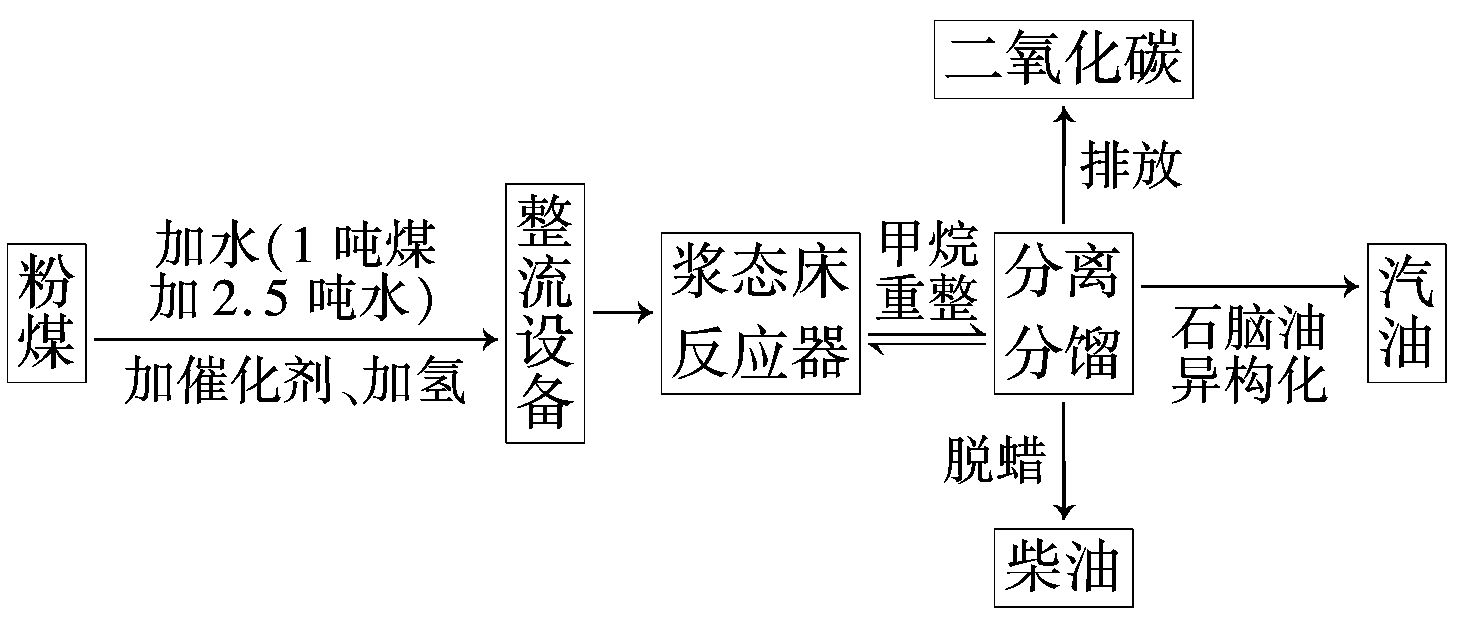 粉煤
加水(1 吨煤
加2.5 吨水)
加催化剂、加氢
整流设备
浆态床
反应器
甲烷
重整
分离
分馏
二氧化碳
排放
石脑油
异构化
汽油
脱蜡
柴油